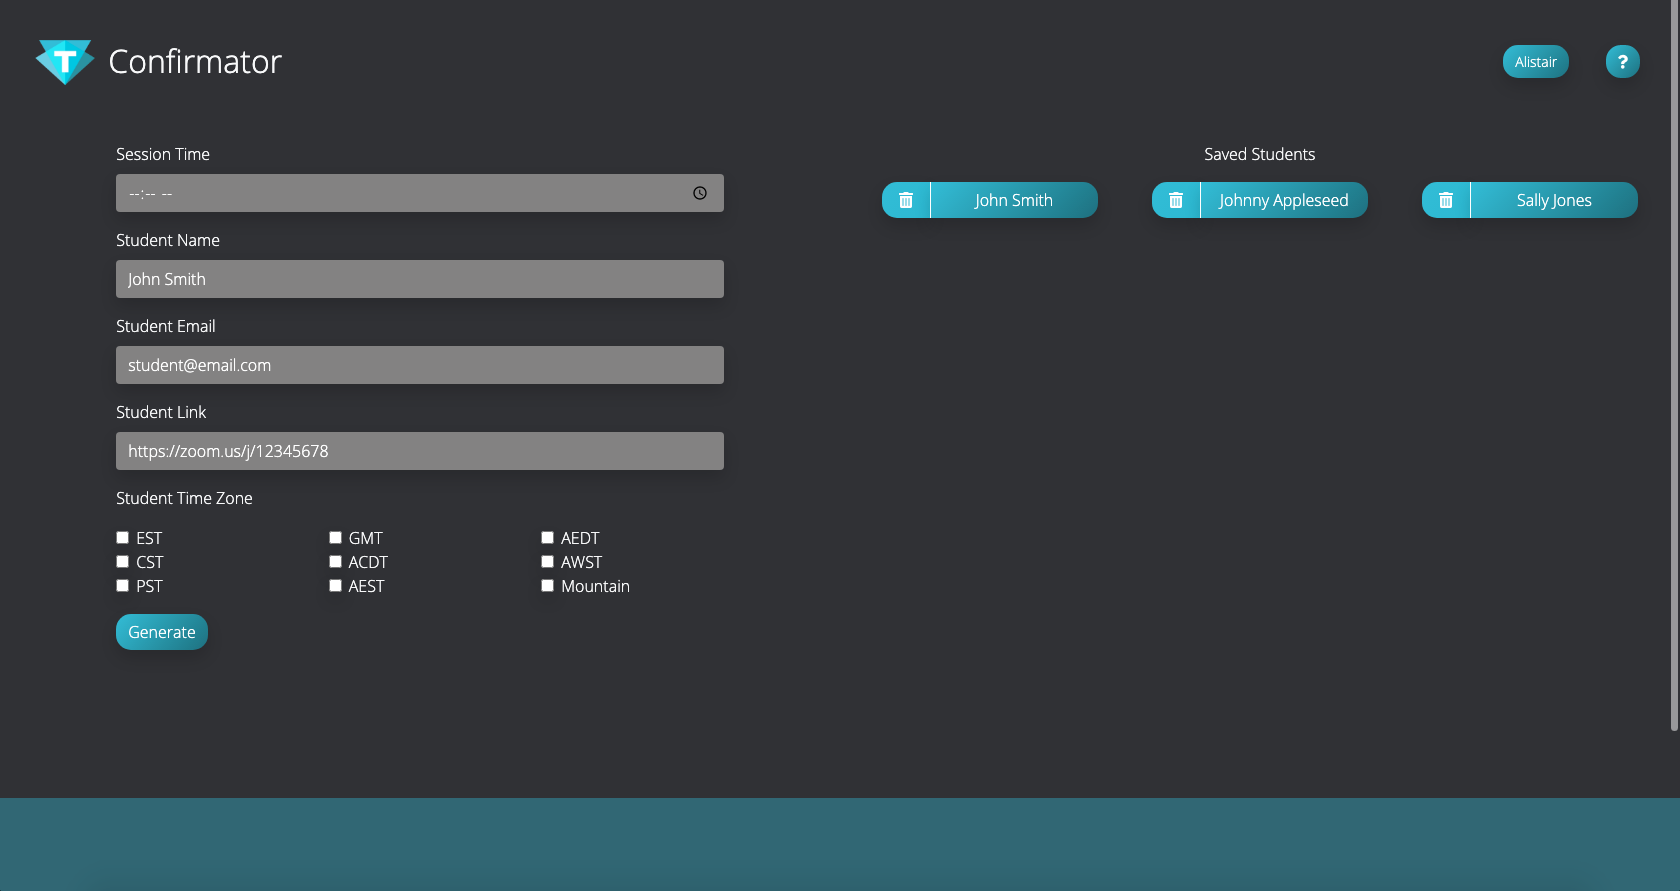 T Confirmator
Alistair
?
Session Time
--:-- --
Student Name
John Smith
Student Email
student@email.com
Student Link
https://zoom.us/j/12345678
Student Time Zone
EST
GMT
AEDT
CST
ACDT
AWST
PST
AEST
Mountain
Generate
Saved Students
John Smith
Johnny Appleseed
Sally Jones